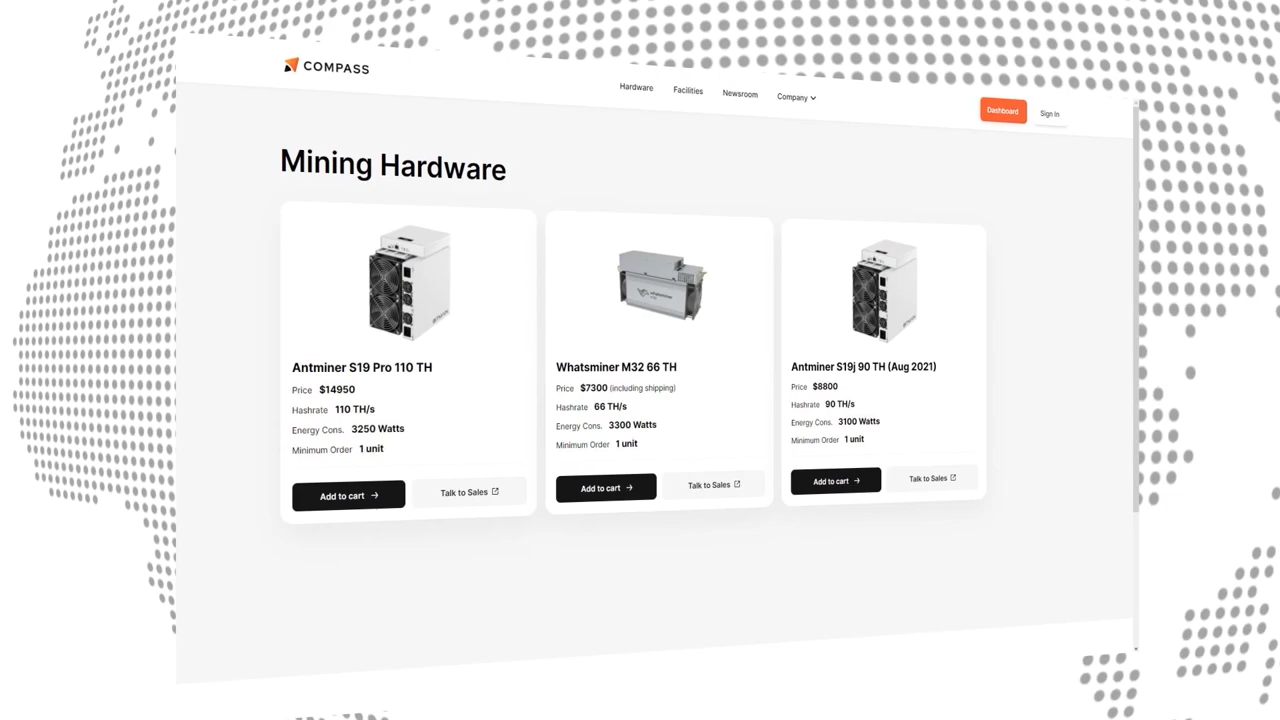 COMPASS
Hardware Facilities Newsroom Company
Dashboard Sign In
Mining Hardware
Antminer S19 Pro 110 TH
Price $14950
Hashrate 110 TH/s
Energy Cons. 3250 Watts
Minimum Order 1 unit
Add to cart → Talk to Sales
Whatsminer M32 66 TH
Price $7300 (including shipping)
Hashrate 66 TH/s
Energy Cons. 3300 Watts
Minimum Order 1 unit
Add to cart → Talk to Sales
Antminer S19j 90 TH (Aug 2021)
Price $8800
Hashrate 90 TH/s
Energy Cons. 3100 Watts
Minimum Order 1 unit
Add to cart → Talk to Sales